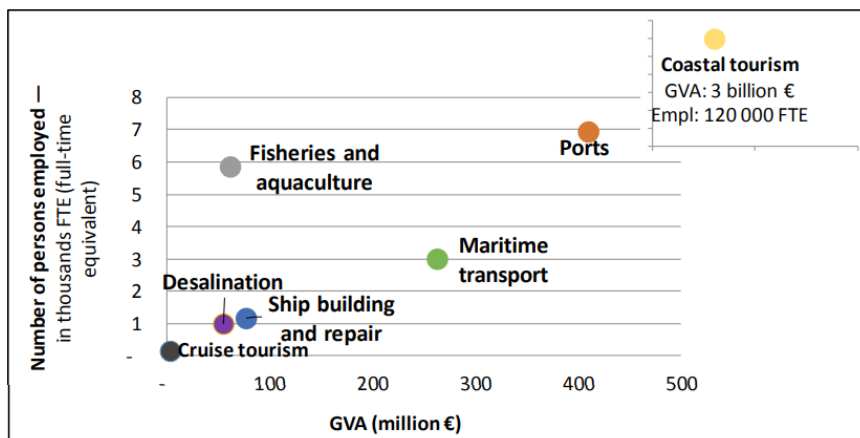 Coastal tourism
GVA: 3 billion €
Empl: 120 000 FTE
Number of persons employed —
in thousands FTE (full-time
equivalent)
8
7
6
5
4
3
2
1
-
Ports
Fisheries and
aquaculture
Maritime
transport
Desalination
Ship building
and repair
Cruise tourism
-
100
200
300
400
500
GVA (million €)